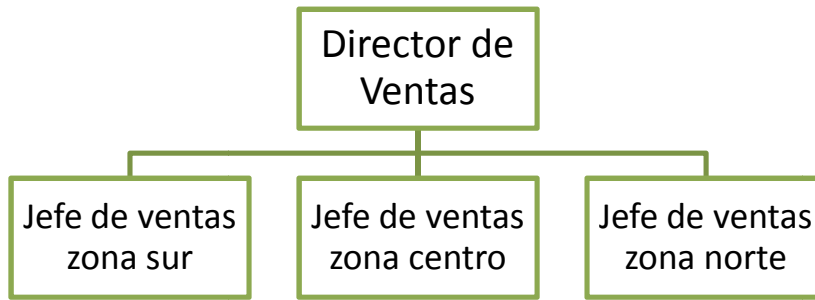 Director de
Ventas
Jefe de ventas
zona sur
Jefe de ventas
zona centro
Jefe de ventas
zona norte